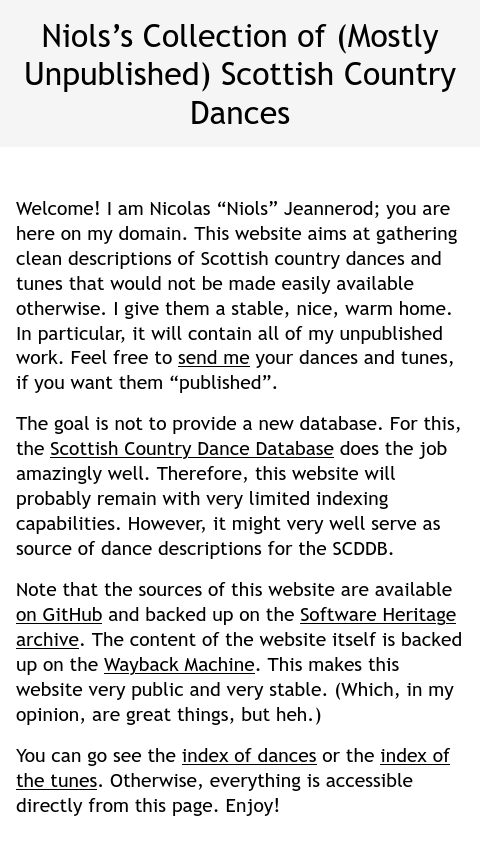 Niols’s Collection of (Mostly
Unpublished) Scottish Country
Dances
Welcome! I am Nicolas “Niols” Jeannerod; you are
here on my domain. This website aims at gathering
clean descriptions of Scottish country dances and
tunes that would not be made easily available
otherwise. I give them a stable, nice, warm home.
In particular, it will contain all of my unpublished
work. Feel free to send me your dances and tunes,
if you want them “published”.
The goal is not to provide a new database. For this,
the Scottish Country Dance Database does the job
amazingly well. Therefore, this website will
probably remain with very limited indexing
capabilities. However, it might very well serve as
source of dance descriptions for the SCDDB.
Note that the sources of this website are available
on GitHub and backed up on the Software Heritage
archive. The content of the website itself is backed
up on the Wayback Machine. This makes this
website very public and very stable. (Which, in my
opinion, are great things, but heh.)
You can go see the index of dances or the index of
the tunes. Otherwise, everything is accessible
directly from this page. Enjoy!